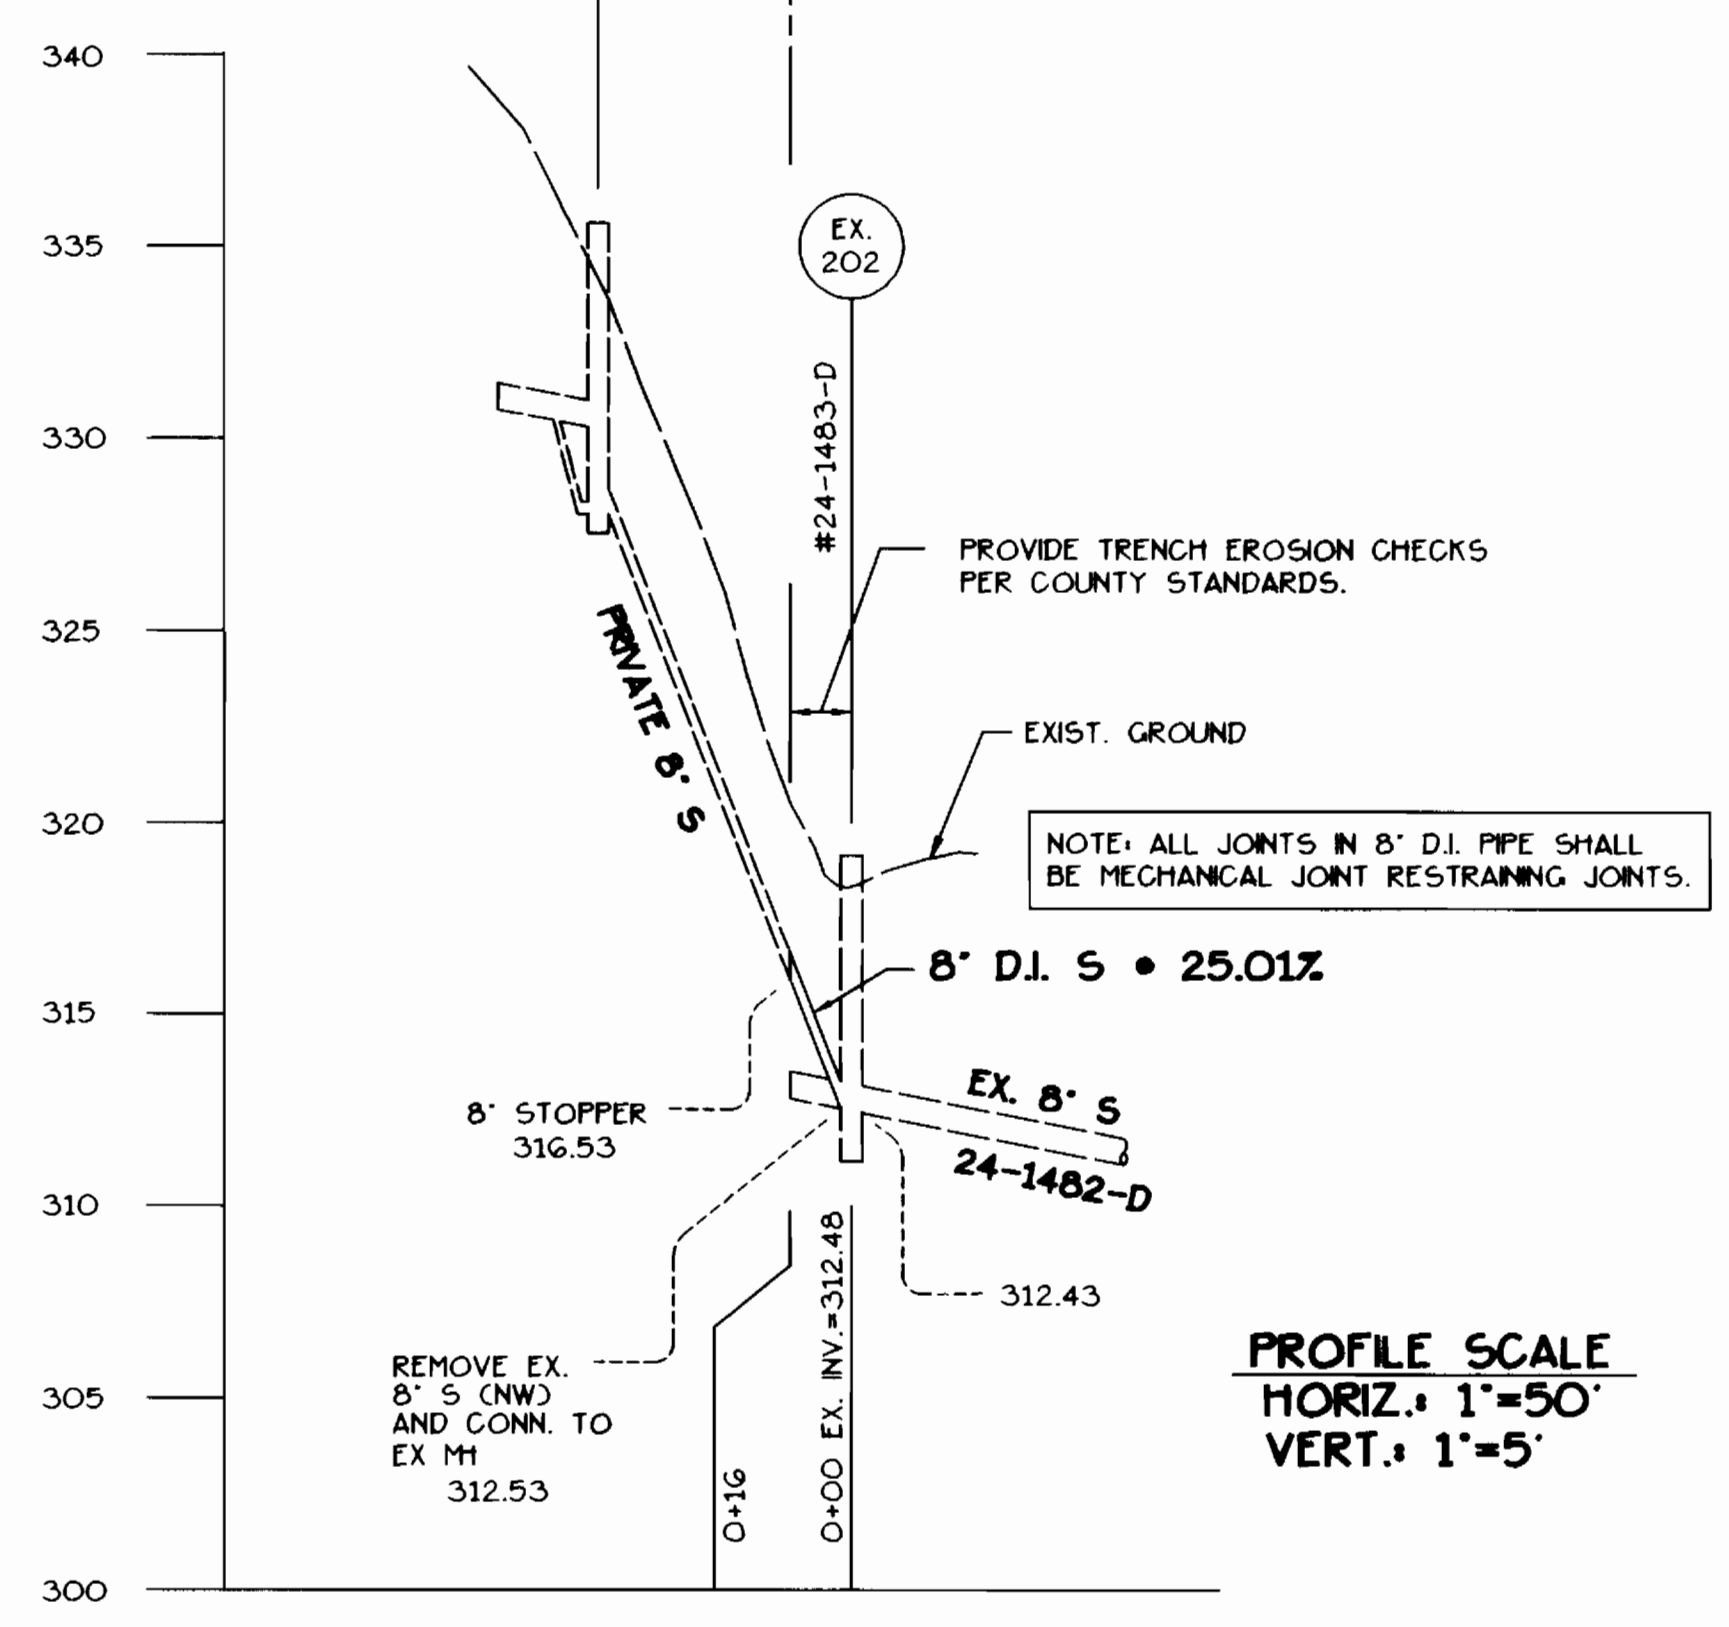 340
335
330
325
320
315
310
305
300
EX.
202
#24-1483-D
PROVIDE TRENCH EROSION CHECKS
PER COUNTY STANDARDS.
PRIVATE 8" S
EXIST. GROUND
NOTE: ALL JOINTS IN 8" D.I. PIPE SHALL
BE MECHANICAL JOINT RESTRAINING JOINTS.
8" D.I. S @ 25.01%
8" STOPPER
316.53
EX. 8" S
24-1482-D
312.43
REMOVE EX.
8" S (NW)
AND CONN. TO
EX MH
312.53
0+16
0+00 EX. INV.=312.48
PROFILE SCALE
HORIZ.: 1"=50'
VERT.: 1"=5'